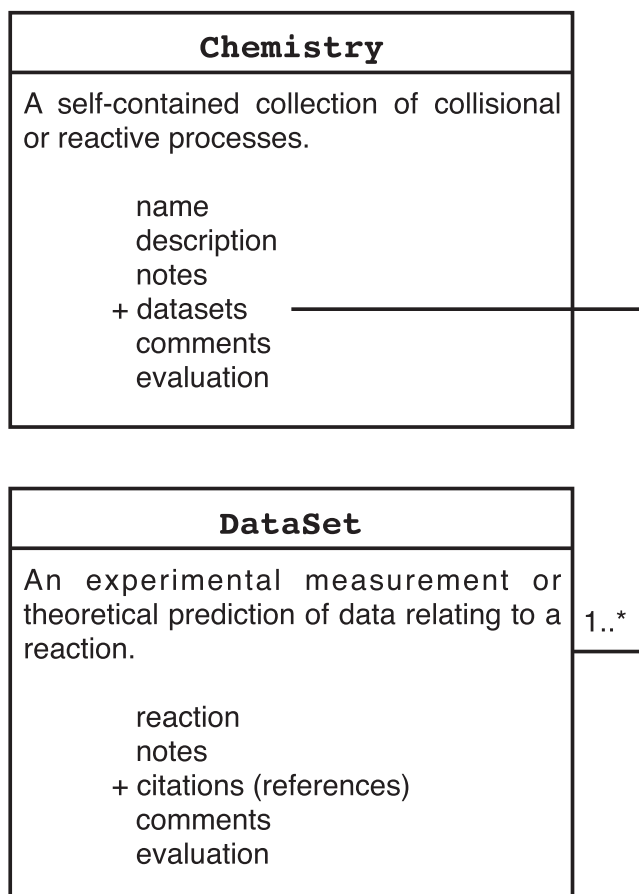 Chemistry
A self-contained collection of collisional
or reactive processes.
name
description
notes
+ datasets
comments
evaluation
DataSet
An experimental measurement or
theoretical prediction of data relating to a
reaction.
1..*
reaction
notes
+ citations (references)
comments
evaluation